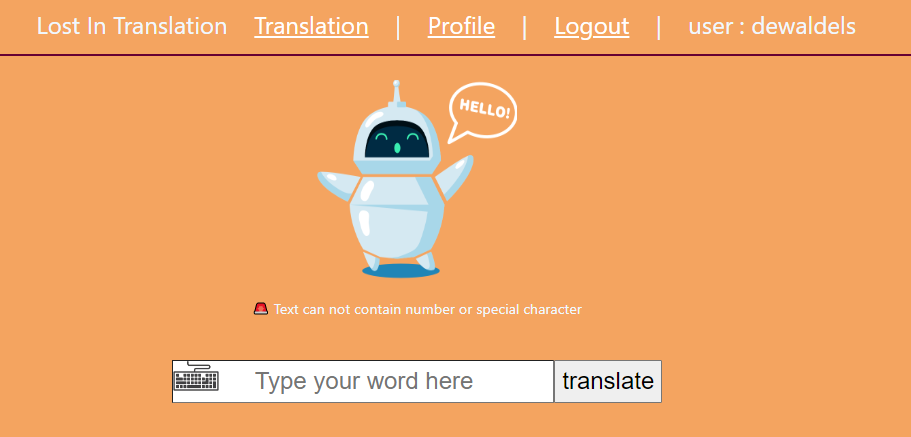 Lost In Translation Translation | Profile | Logout | user : dewaldels
HELLO!
Text can not contain number or special character
Type your word here translate